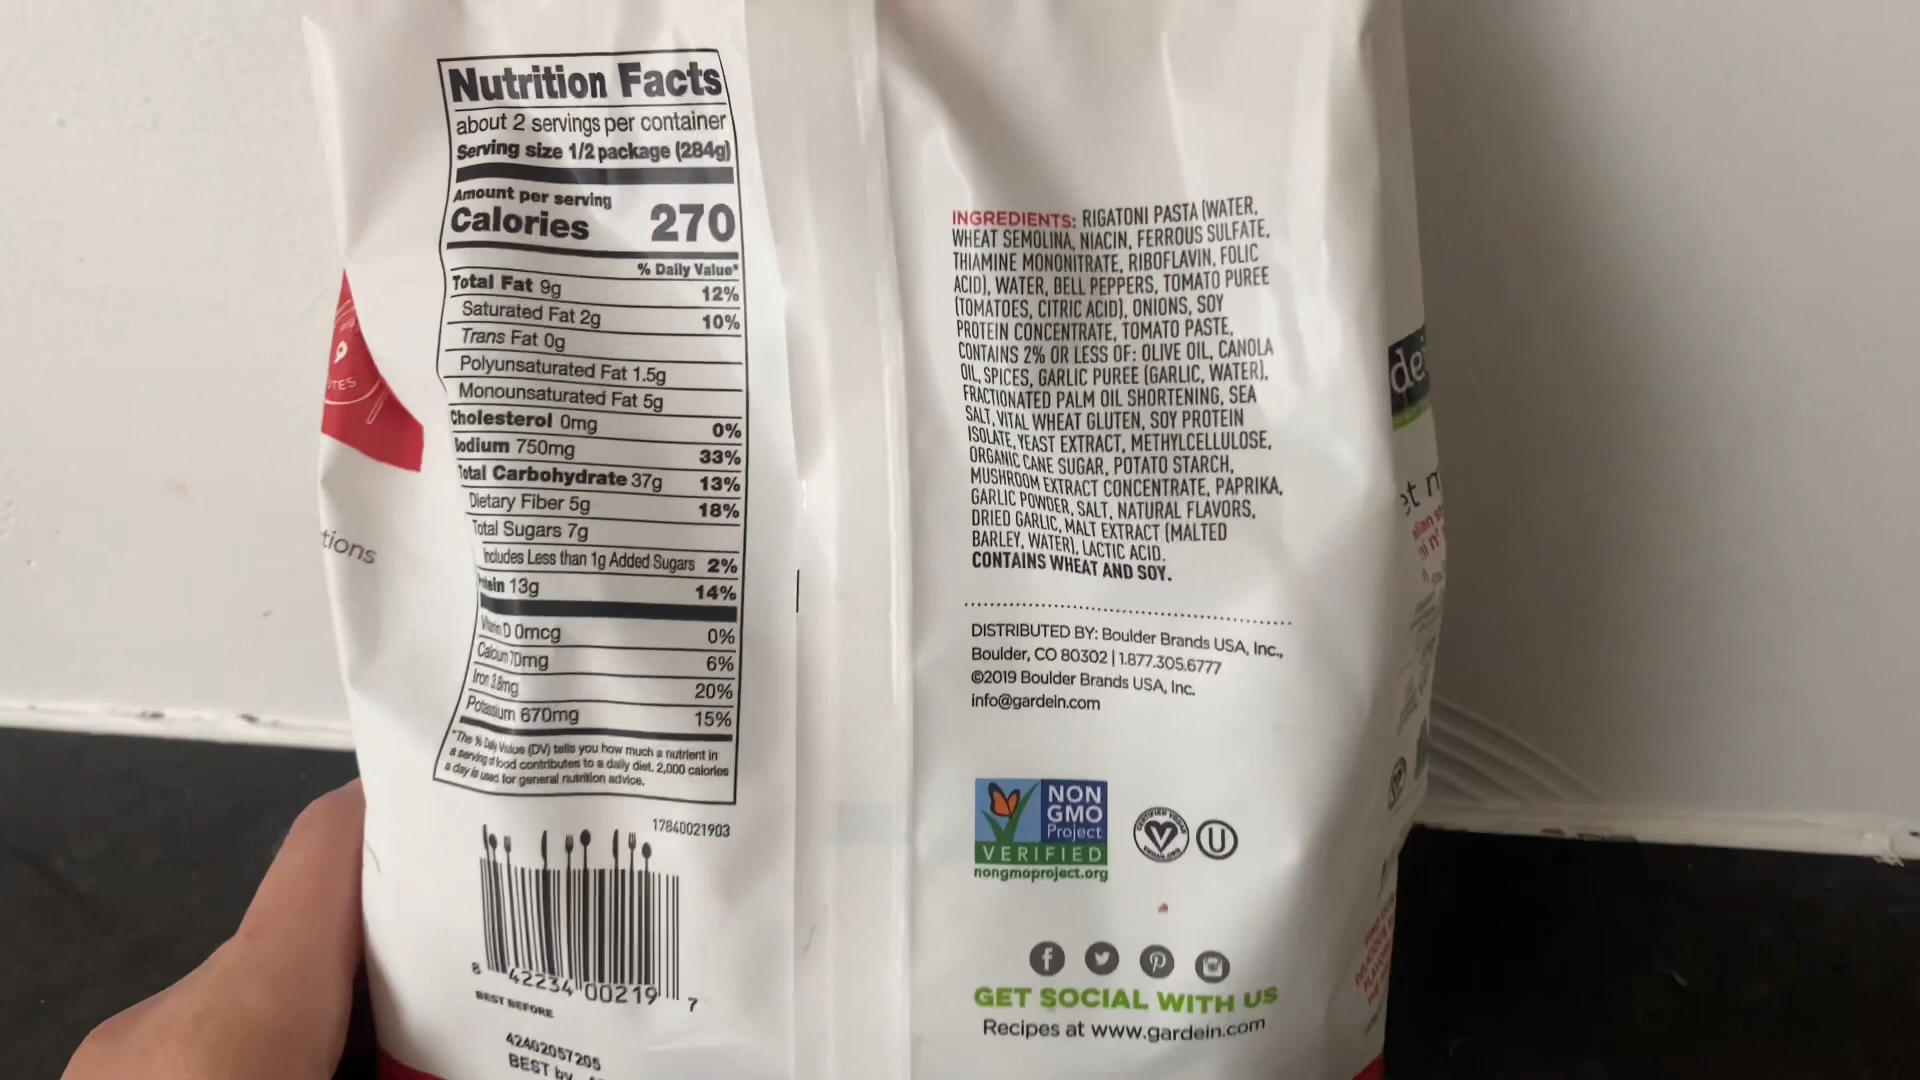 Nutrition Facts
about 2 servings per container
Serving size 1/2 package (284g)
Amount per serving
Calories 270
% Daily Value*
Total Fat 9g 12%
Saturated Fat 2g 10%
Trans Fat 0g
Polyunsaturated Fat 1.5g
Monounsaturated Fat 5g
Cholesterol 0mg 0%
Sodium 750mg 33%
Total Carbohydrate 37g 13%
Dietary Fiber 5g 18%
Total Sugars 7g
Includes Less than 1g Added Sugars 2%
Protein 13g 14%
Vitamin D 0mcg 0%
Calcium 70mg 6%
Iron 3.8mg 20%
Potassium 670mg 15%
*The % Daily Value (DV) tells you how much a nutrient in
a serving of food contributes to a daily diet. 2,000 calories
a day is used for general nutrition advice.
17840021903
8 42234 00219 7
BEST BEFORE
42402057205
BEST by
tions
INGREDIENTS: RIGATONI PASTA (WATER,
WHEAT SEMOLINA, NIACIN, FERROUS SULFATE,
THIAMINE MONONITRATE, RIBOFLAVIN, FOLIC
ACID), WATER, BELL PEPPERS, TOMATO PUREE
(TOMATOES, CITRIC ACID), ONIONS, SOY
PROTEIN CONCENTRATE, TOMATO PASTE,
CONTAINS 2% OR LESS OF: OLIVE OIL, CANOLA
OIL, SPICES, GARLIC PUREE (GARLIC, WATER),
FRACTIONATED PALM OIL SHORTENING, SEA
SALT, VITAL WHEAT GLUTEN, SOY PROTEIN
ISOLATE, YEAST EXTRACT, METHYLCELLULOSE,
ORGANIC CANE SUGAR, POTATO STARCH,
MUSHROOM EXTRACT CONCENTRATE, PAPRIKA,
GARLIC POWDER, SALT, NATURAL FLAVORS,
DRIED GARLIC, MALT EXTRACT (MALTED
BARLEY, WATER), LACTIC ACID.
CONTAINS WHEAT AND SOY.
DISTRIBUTED BY: Boulder Brands USA, Inc.,
Boulder, CO 80302 | 1.877.305.6777
©2019 Boulder Brands USA, Inc.
info@gardein.com
NON
GMO
Project
VERIFIED
nongmoproject.org
CERTIFIED VEGAN
VEGAN.ORG
U
GET SOCIAL WITH US
Recipes at www.gardein.com
dei